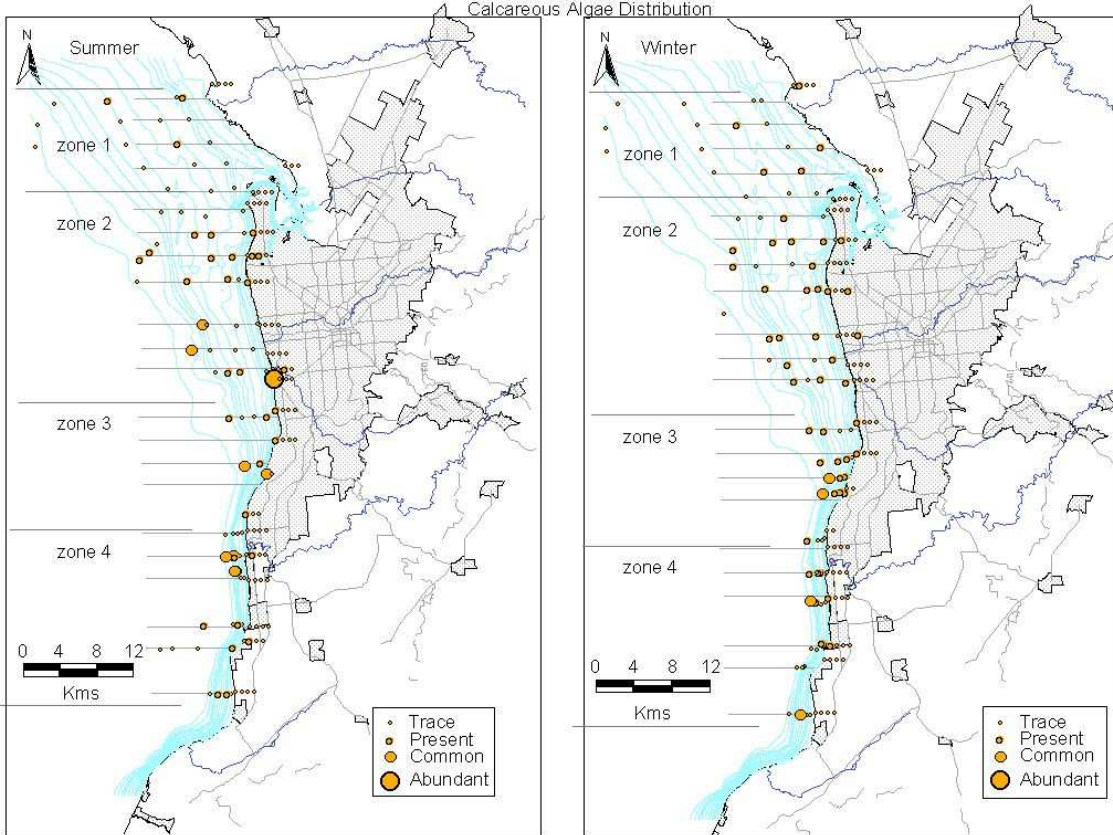 Calcareous Algae Distribution
N
Summer
zone 1
zone 2
zone 3
zone 4
0 4 8 12
Kms
Trace
Present
Common
Abundant
N
Winter
zone 1
zone 2
zone 3
zone 4
0 4 8 12
Kms
Trace
Present
Common
Abundant